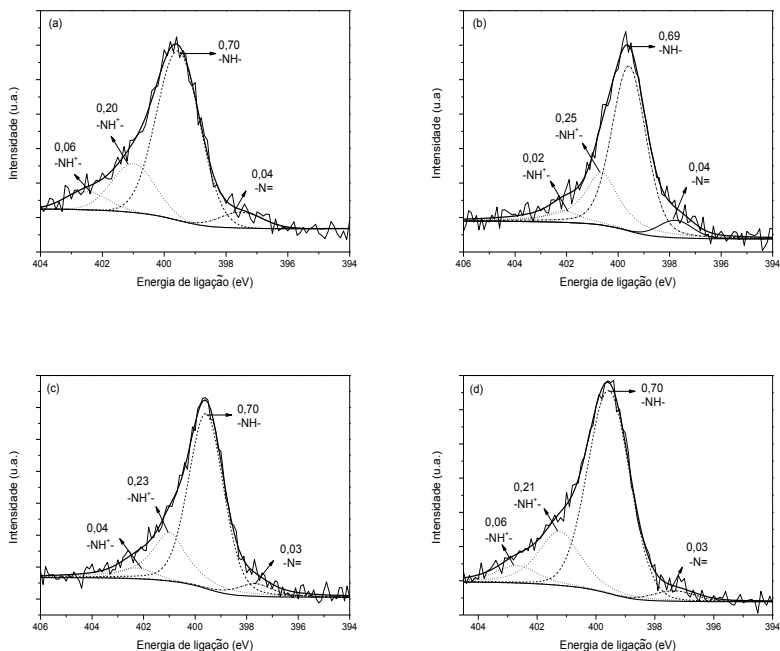 (a)
0,70
-NH-
0,20
-NH⁺-
0,06
-NH⁺-
0,04
-N=
Intensidade (u.a.)
404 402 400 398 396 394
Energia de ligação (eV)
(b)
0,69
-NH-
0,25
-NH⁺-
0,02
-NH⁺-
0,04
-N=
Intensidade (u.a.)
406 404 402 400 398 396 394
Energia de ligação (eV)
(c)
0,70
-NH-
0,23
-NH⁺-
0,04
-NH⁺-
0,03
-N=
Intensidade (u.a.)
406 404 402 400 398 396 394
Energia de ligação (eV)
(d)
0,70
-NH-
0,21
-NH⁺-
0,06
-NH⁺-
0,03
-N=
Intensidade (u.a.)
404 402 400 398 396 394
Energia de ligação (eV)